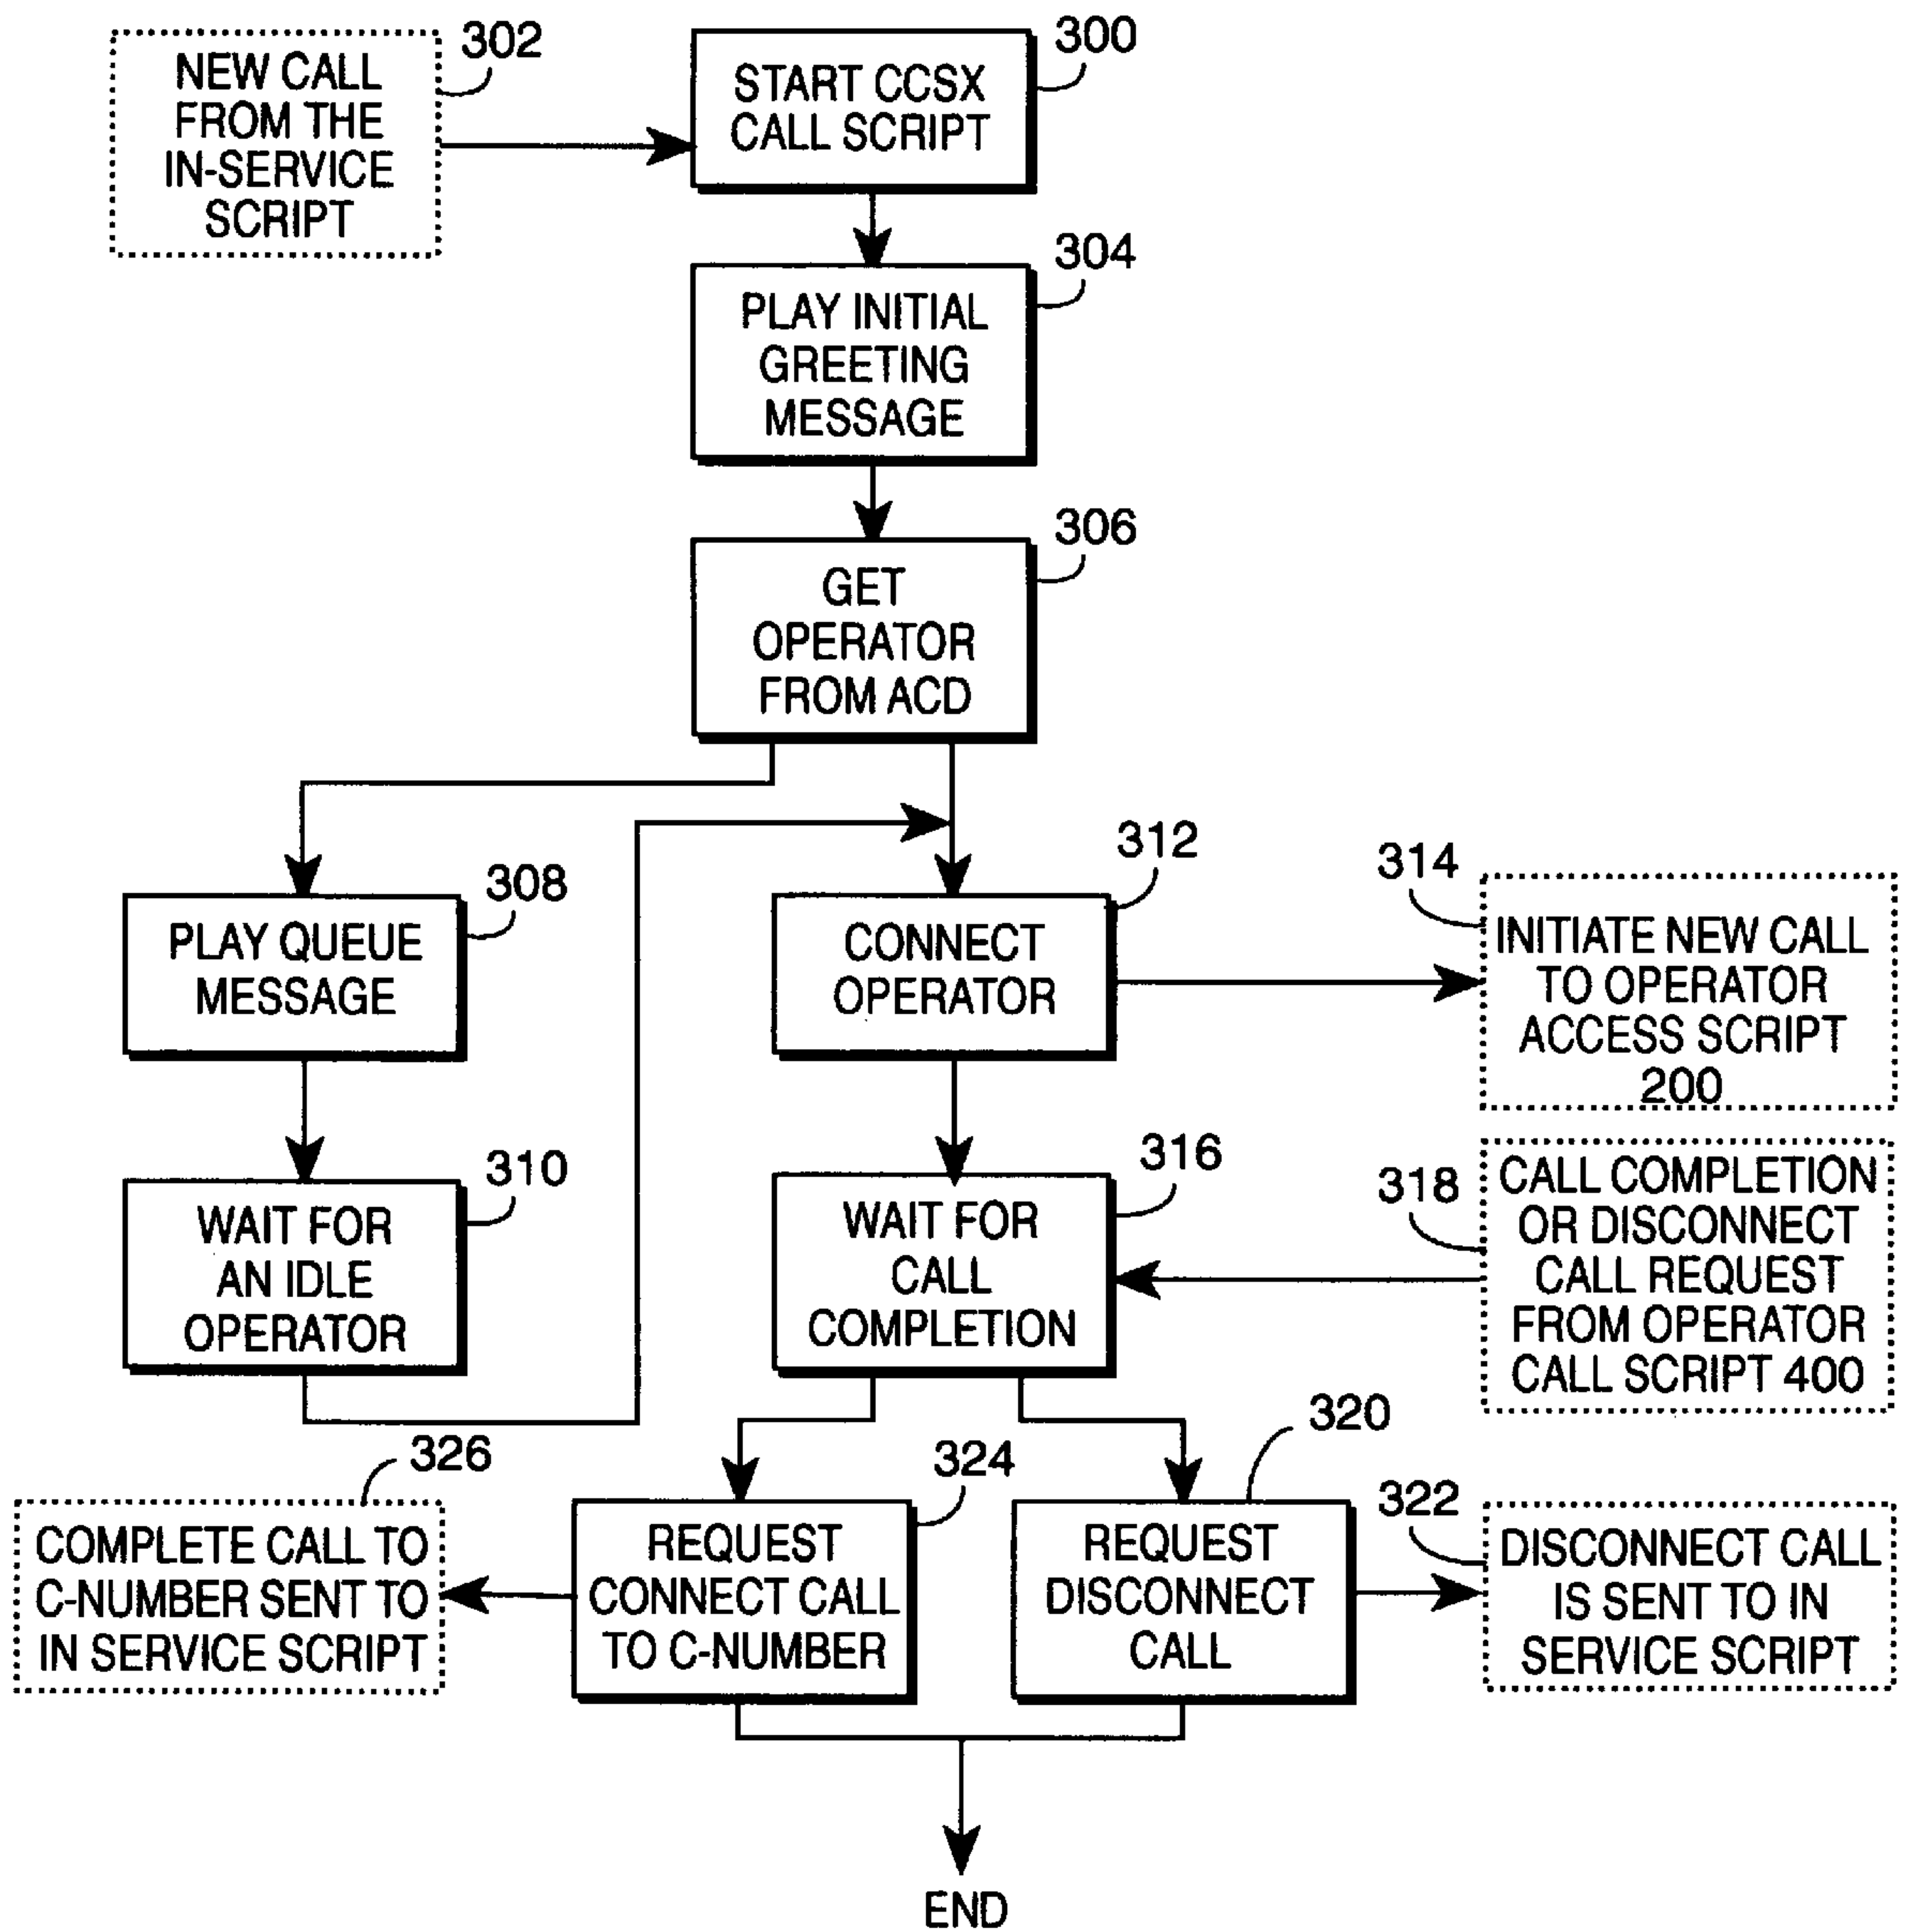 302
NEW CALL
FROM THE
IN-SERVICE
SCRIPT
300
START CCSX
CALL SCRIPT
304
PLAY INITIAL
GREETING
MESSAGE
306
GET
OPERATOR
FROM ACD
308
PLAY QUEUE
MESSAGE
312
CONNECT
OPERATOR
314
INITIATE NEW CALL
TO OPERATOR
ACCESS SCRIPT
200
310
WAIT FOR
AN IDLE
OPERATOR
316
WAIT FOR
CALL
COMPLETION
318
CALL COMPLETION
OR DISCONNECT
CALL REQUEST
FROM OPERATOR
CALL SCRIPT 400
326
COMPLETE CALL TO
C-NUMBER SENT TO
IN SERVICE SCRIPT
324
REQUEST
CONNECT CALL
TO C-NUMBER
320
REQUEST
DISCONNECT
CALL
322
DISCONNECT CALL
IS SENT TO IN
SERVICE SCRIPT
END